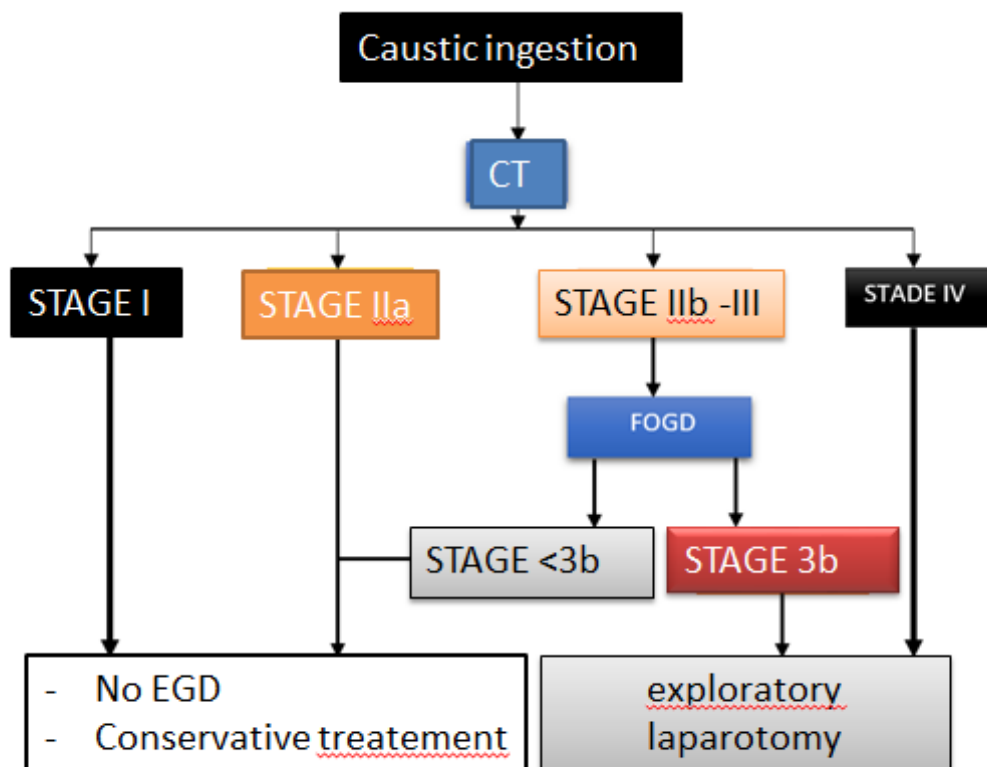 Caustic ingestion
CT
STAGE I
STAGE IIa
STAGE IIb -III
STADE IV
FOGD
STAGE <3b
STAGE 3b
- No EGD
- Conservative treatement
exploratory
laparotomy